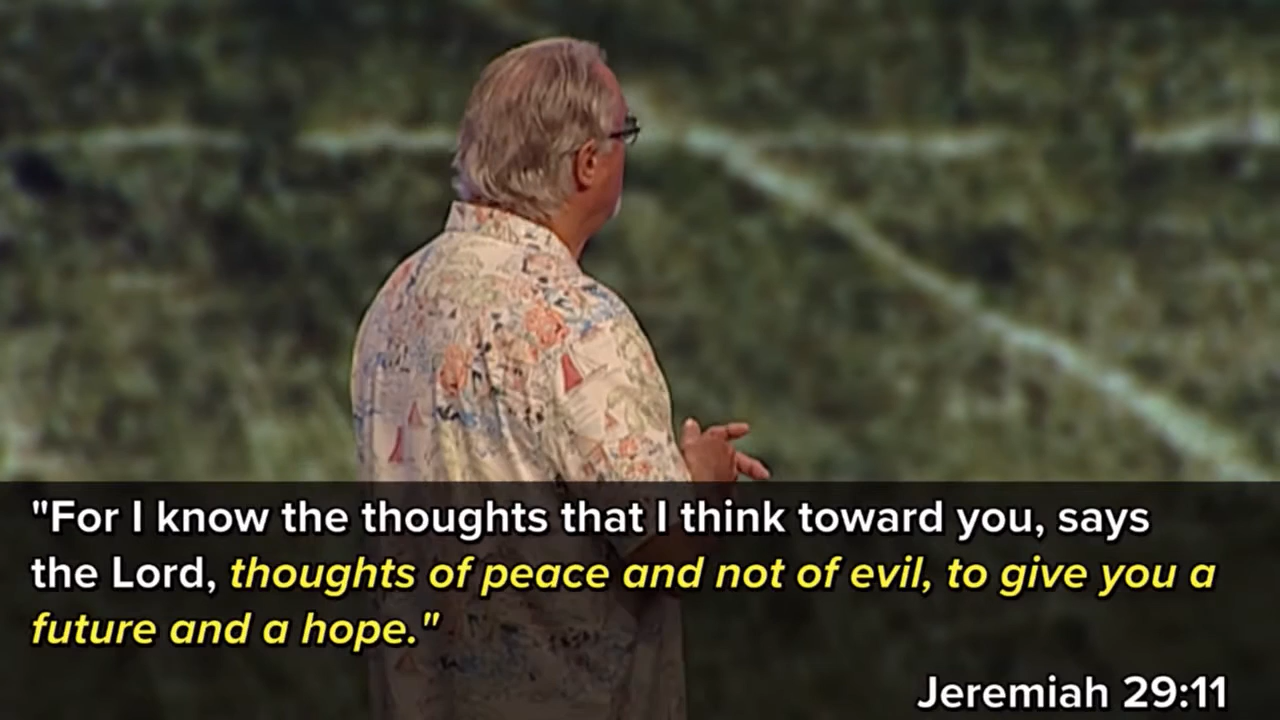 "For I know the thoughts that I think toward you, says
the Lord, thoughts of peace and not of evil, to give you a
future and a hope."
Jeremiah 29:11